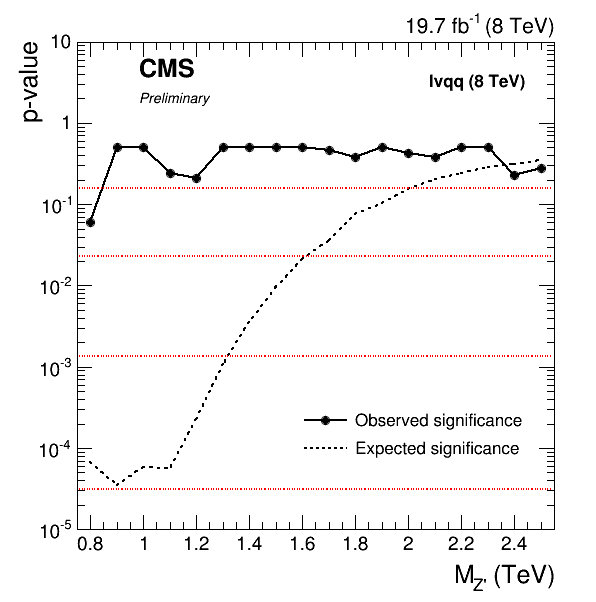 19.7 fb⁻¹ (8 TeV)
CMS
Preliminary
lvqq (8 TeV)
p-value
10
1
10⁻¹
10⁻²
10⁻³
10⁻⁴
10⁻⁵
Observed significance
Expected significance
0.8 1 1.2 1.4 1.6 1.8 2 2.2 2.4
M_Z' (TeV)